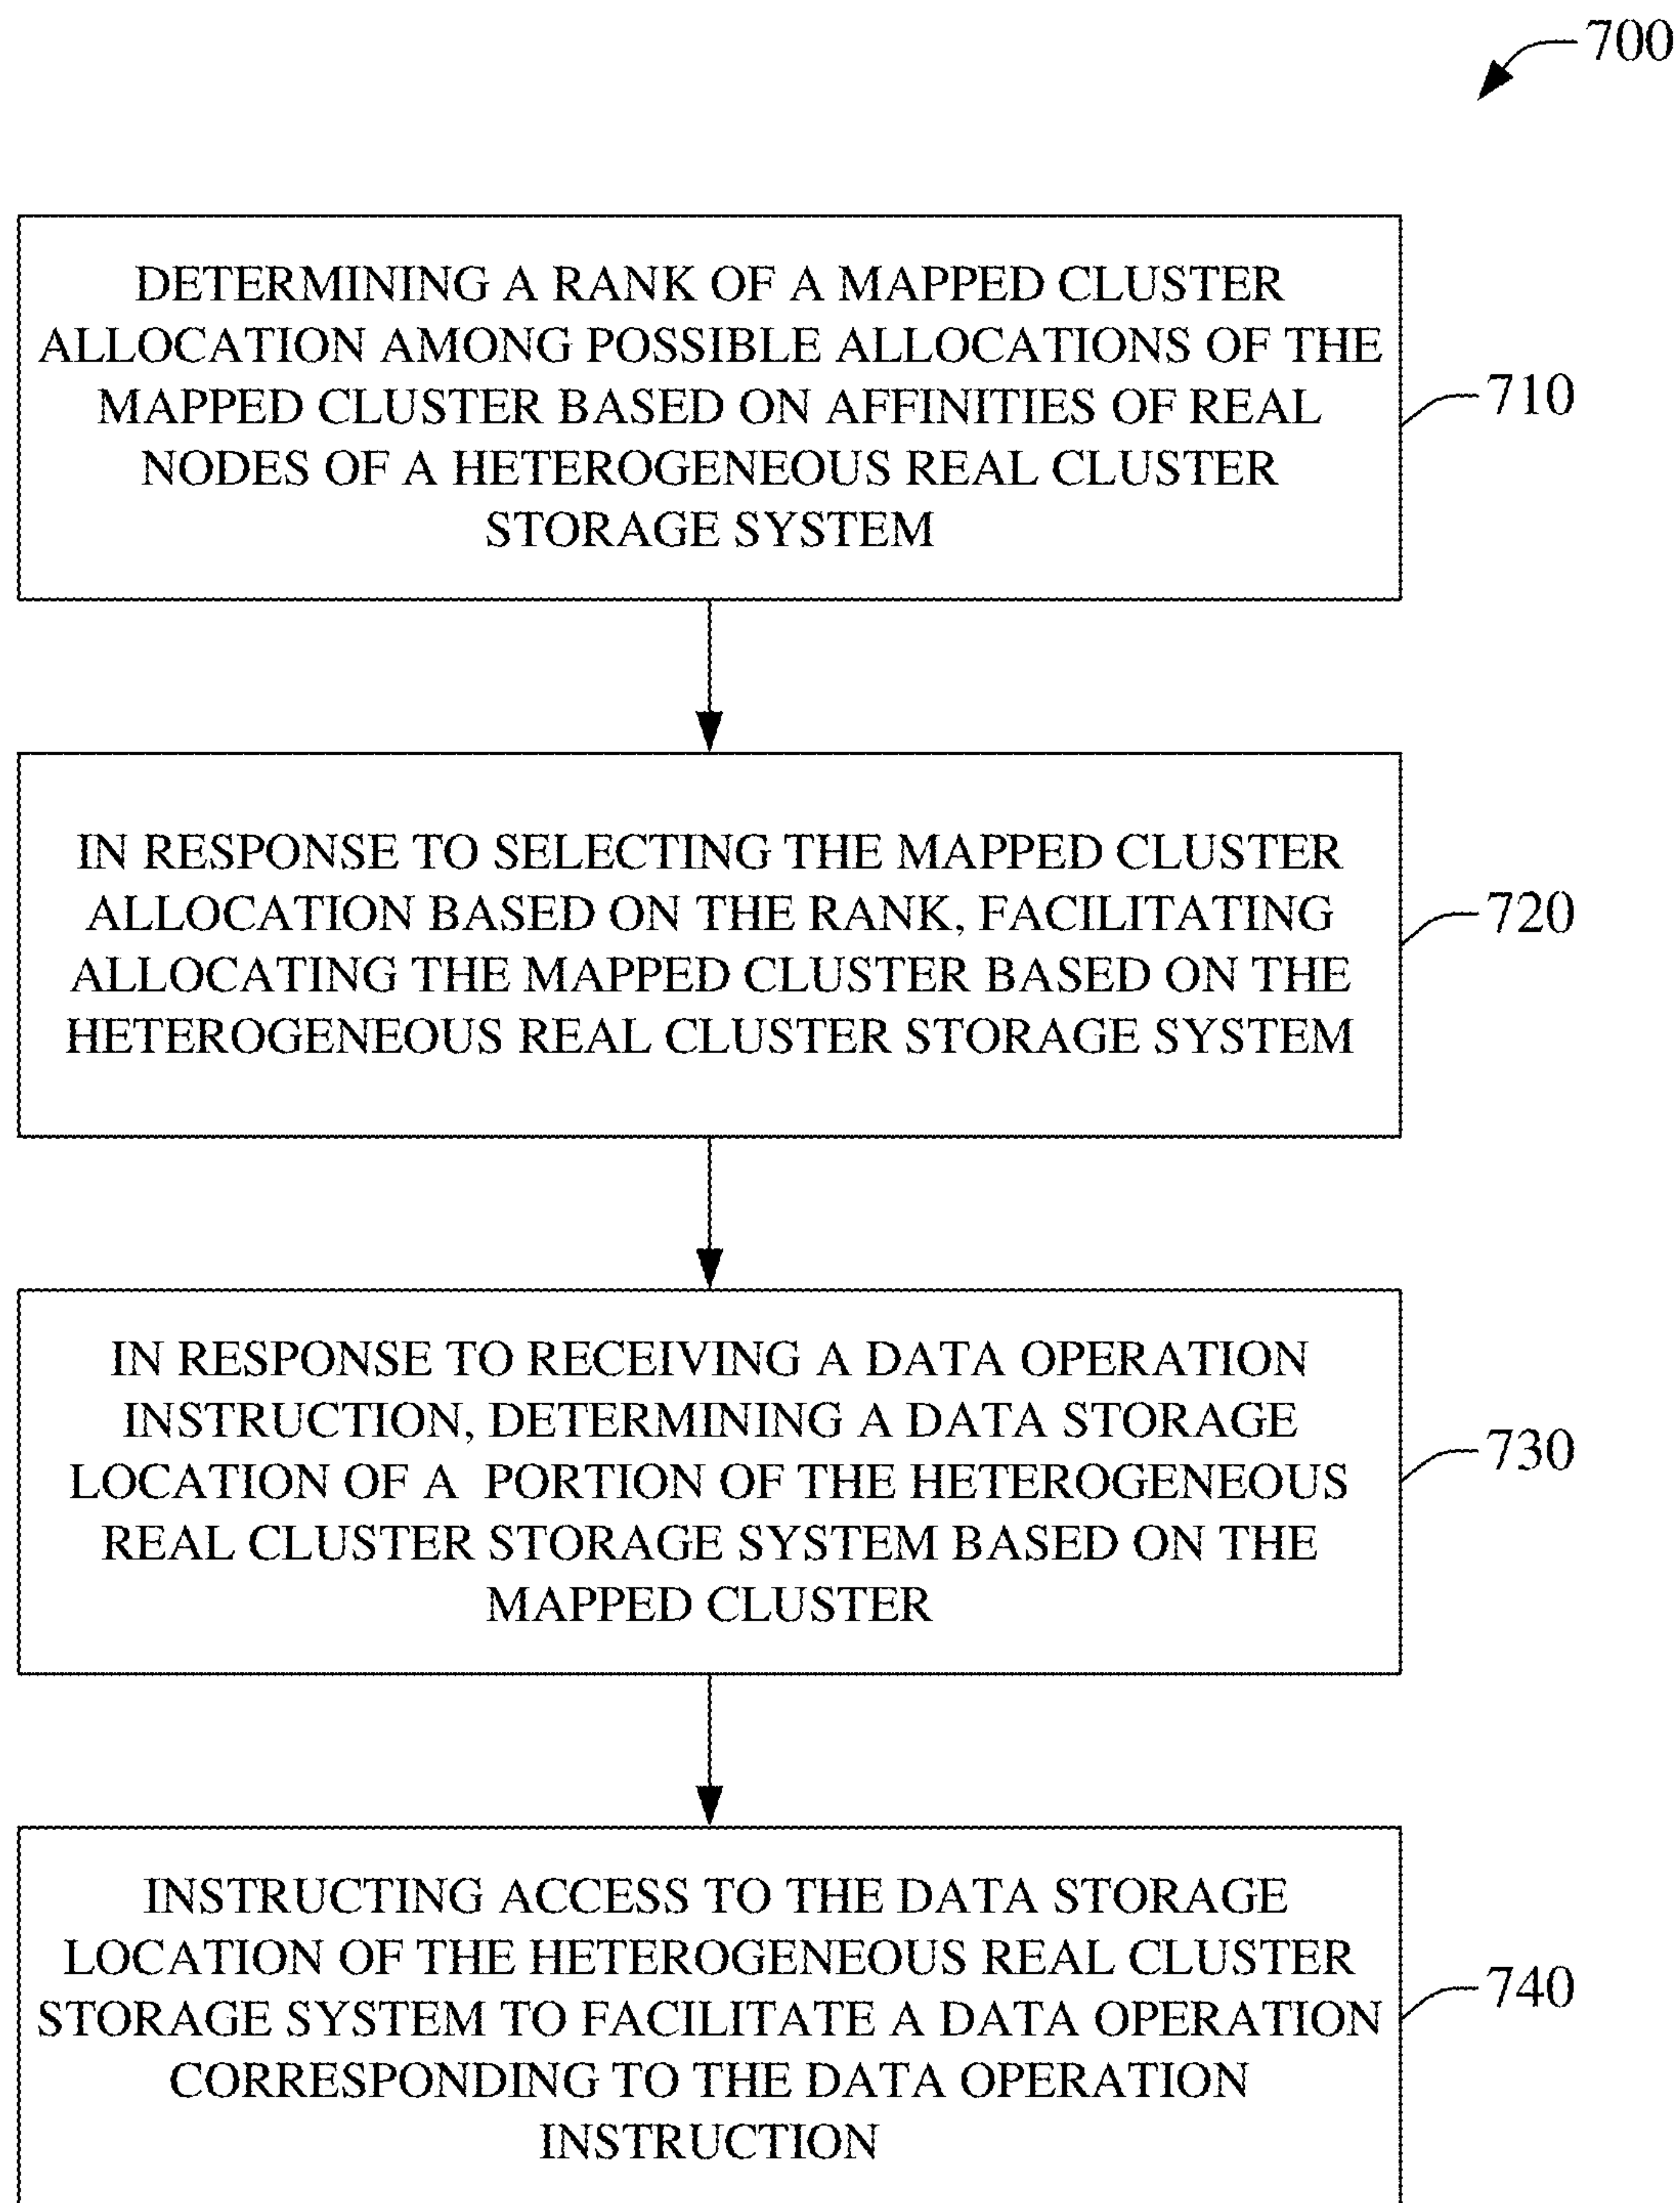 700
DETERMINING A RANK OF A MAPPED CLUSTER
ALLOCATION AMONG POSSIBLE ALLOCATIONS OF THE
MAPPED CLUSTER BASED ON AFFINITIES OF REAL
NODES OF A HETEROGENEOUS REAL CLUSTER
STORAGE SYSTEM
710
IN RESPONSE TO SELECTING THE MAPPED CLUSTER
ALLOCATION BASED ON THE RANK, FACILITATING
ALLOCATING THE MAPPED CLUSTER BASED ON THE
HETEROGENEOUS REAL CLUSTER STORAGE SYSTEM
720
IN RESPONSE TO RECEIVING A DATA OPERATION
INSTRUCTION, DETERMINING A DATA STORAGE
LOCATION OF A PORTION OF THE HETEROGENEOUS
REAL CLUSTER STORAGE SYSTEM BASED ON THE
MAPPED CLUSTER
730
INSTRUCTING ACCESS TO THE DATA STORAGE
LOCATION OF THE HETEROGENEOUS REAL CLUSTER
STORAGE SYSTEM TO FACILITATE A DATA OPERATION
CORRESPONDING TO THE DATA OPERATION
INSTRUCTION
740